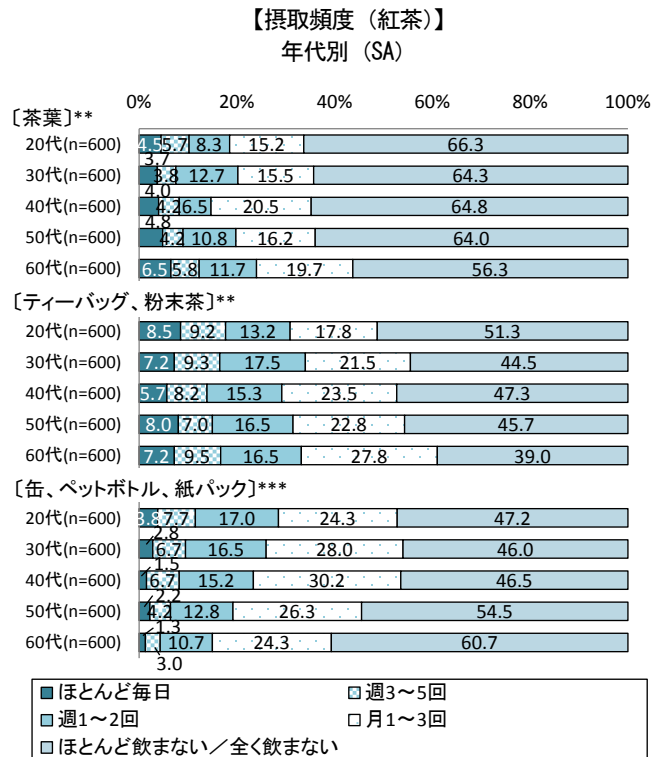 【摂取頻度（紅茶）】
年代別（SA）
0% 20% 40% 60% 80% 100%
〔茶葉〕**
20代(n=600) 4.5 5.7 8.3 15.2 66.3
30代(n=600) 3.7 3.8 12.7 15.5 64.3
40代(n=600) 4.0 4.2 6.5 20.5 64.8
50代(n=600) 4.8 4.2 10.8 16.2 64.0
60代(n=600) 6.5 5.8 11.7 19.7 56.3
〔ティーバッグ、粉末茶〕**
20代(n=600) 8.5 9.2 13.2 17.8 51.3
30代(n=600) 7.2 9.3 17.5 21.5 44.5
40代(n=600) 5.7 8.2 15.3 23.5 47.3
50代(n=600) 8.0 7.0 16.5 22.8 45.7
60代(n=600) 7.2 9.5 16.5 27.8 39.0
〔缶、ペットボトル、紙パック〕***
20代(n=600) 3.8 7.7 17.0 24.3 47.2
30代(n=600) 2.8 6.7 16.5 28.0 46.0
40代(n=600) 1.5 6.7 15.2 30.2 46.5
50代(n=600) 2.2 4.2 12.8 26.3 54.5
60代(n=600) 1.3 3.0 10.7 24.3 60.7
ほとんど毎日 週3～5回
週1～2回 月1～3回
ほとんど飲まない／全く飲まない